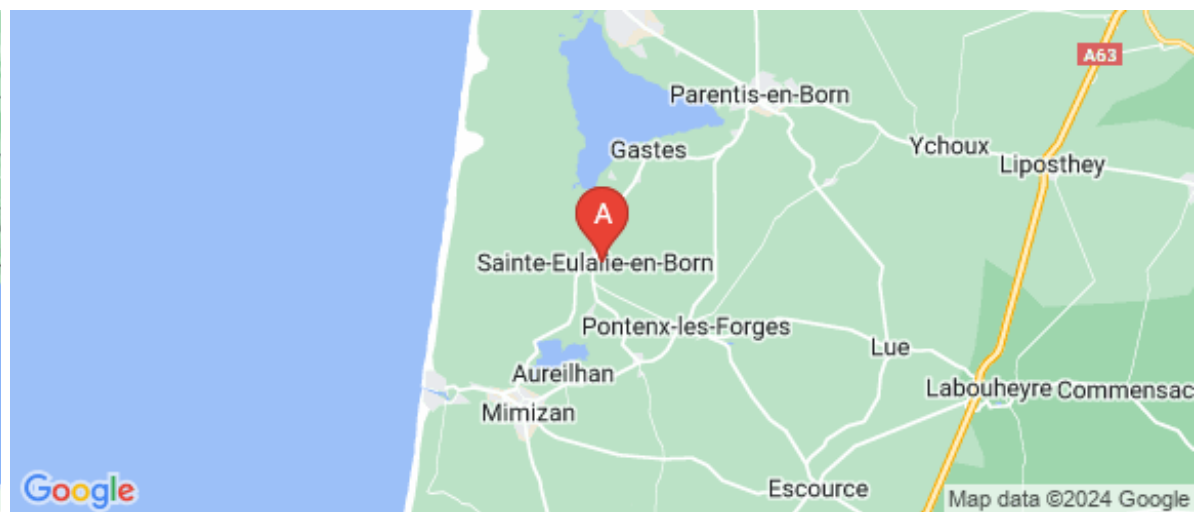 A63
Parentis-en-Born
Ychoux
Gastes
Liposthey
A
Sainte-Eulalie-en-Born
Pontenx-les-Forges
Lue
Aureilhan
Labouheyre
Commensac
Mimizan
Escource
Google
Map data ©2024 Google